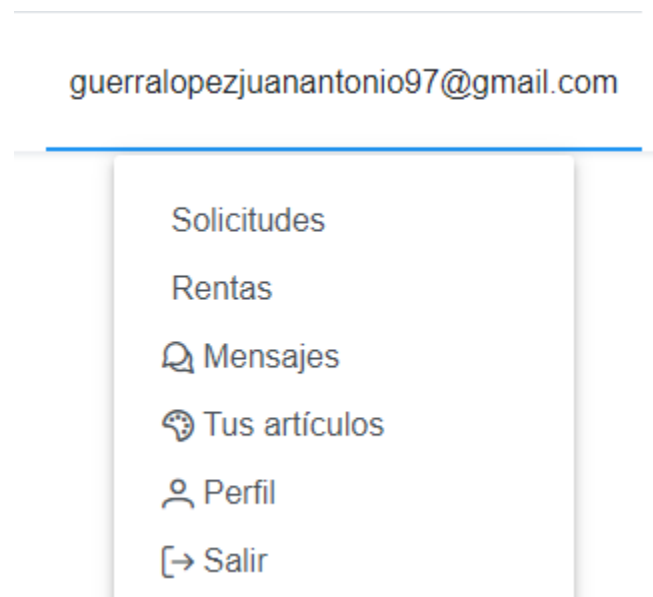 guerralopezjuanantonio97@gmail.com
Solicitudes
Rentas
Mensajes
Tus artículos
Perfil
Salir